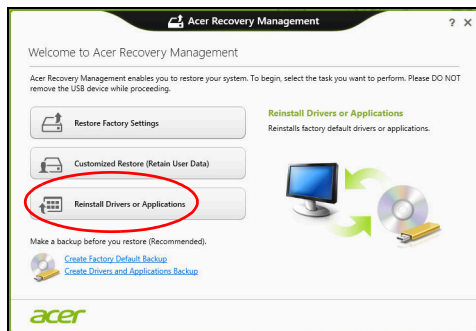 Acer Recovery Management
? X
Welcome to Acer Recovery Management
Acer Recovery Management enables you to restore your system. To begin, select the task you want to perform. Please DO NOT
remove the USB device while proceeding.
Restore Factory Settings
Customized Restore (Retain User Data)
Reinstall Drivers or Applications
Reinstall Drivers or Applications
Reinstalls factory default drivers or applications.
Make a backup before you restore (Recommended).
Create Factory Default Backup
Create Drivers and Applications Backup
acer